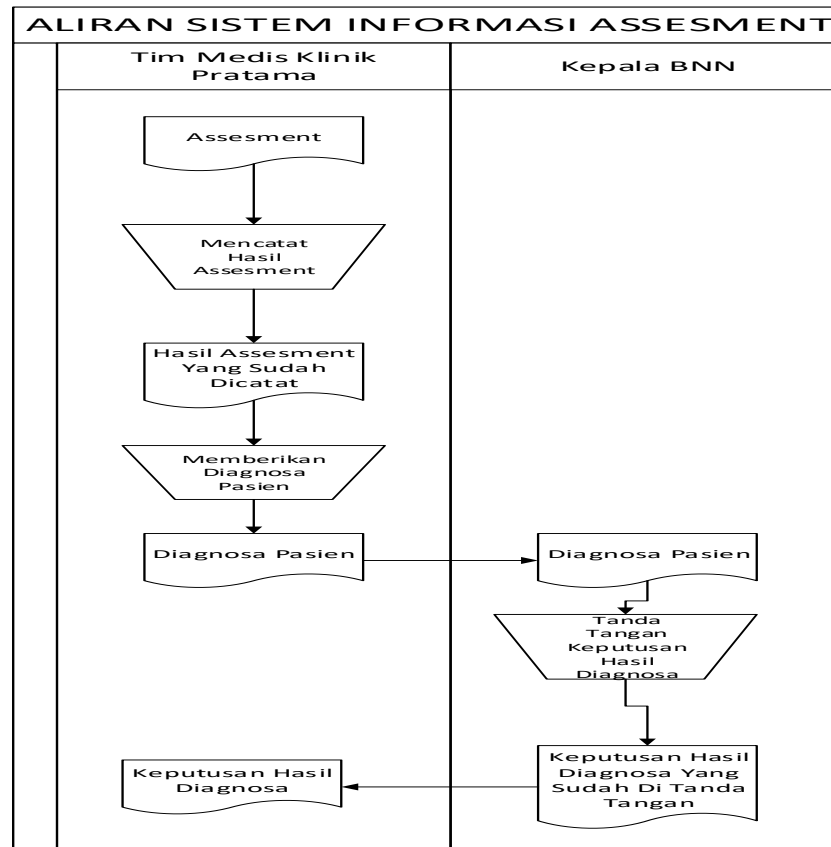 ALIRAN SISTEM INFORMASI ASSESMENT
Tim Medis Klinik
Pratama
Kepala BNN
Assesment
Mencatat
Hasil
Assesment
Hasil Assesment
Yang Sudah
Dicatat
Memberikan
Diagnosa
Pasien
Diagnosa Pasien
Diagnosa Pasien
Tanda
Tangan
Keputusan
Hasil
Diagnosa
Keputusan Hasil
Diagnosa Yang
Sudah Di Tanda
Tangan
Keputusan Hasil
Diagnosa